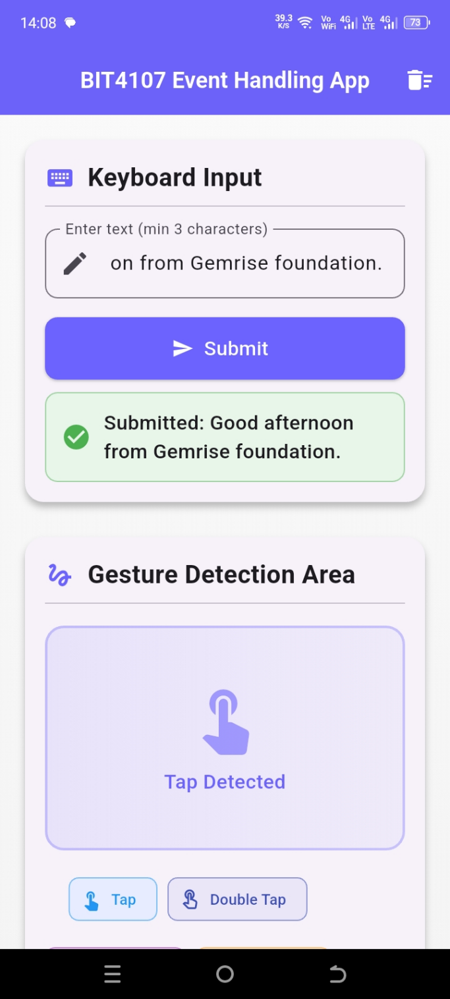 14:08
39.3 K/S
Vo WiFi 4G Vo LTE 4G 73
BIT4107 Event Handling App
Keyboard Input
Enter text (min 3 characters)
on from Gemrise foundation.
Submit
Submitted: Good afternoon
from Gemrise foundation.
Gesture Detection Area
Tap Detected
Tap
Double Tap